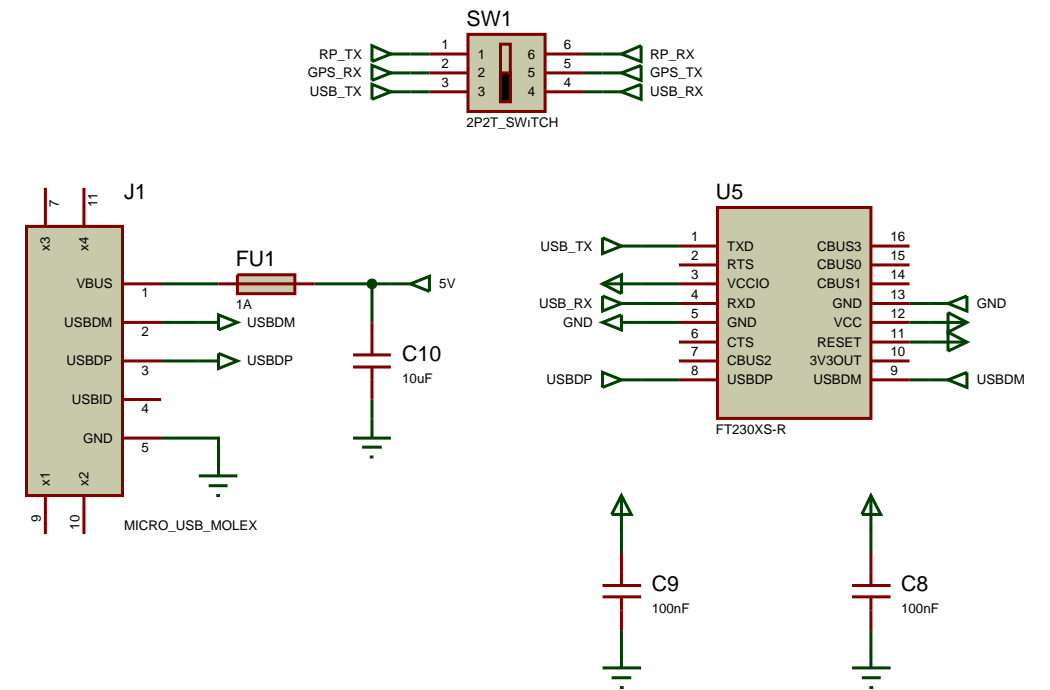 SW1
RP_TX 1 1 6 6 RP_RX
GPS_RX 2 2 5 5 GPS_TX
USB_TX 3 3 4 4 USB_RX
2P2T_SWITCH
J1
7 11
x3 x4
VBUS 1
FU1
1A
5V
USBDM 2 USBDM
USBDP 3 USBDP
USBID 4
GND 5
x1 x2
9 10
MICRO_USB_MOLEX
C10
10uF
U5
USB_TX 1 TXD CBUS3 16
2 RTS CBUS0 15
3 VCCIO CBUS1 14
USB_RX 4 RXD GND 13 GND
GND 5 GND VCC 12
6 CTS RESET 11
7 CBUS2 3V3OUT 10
USBDP 8 USBDP USBDM 9 USBDM
FT230XS-R
C9
100nF
C8
100nF